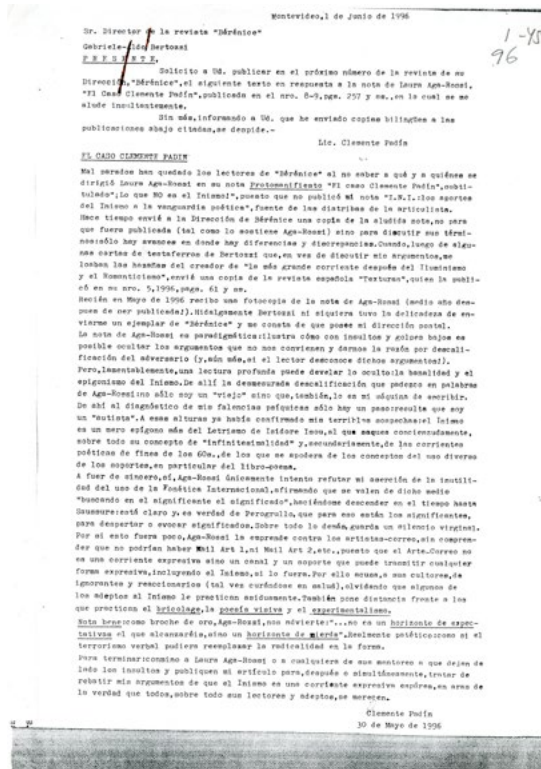 Montevideo,1 de junio de 1996
1-45
96
Sr. Director de la revista "Bérénice"
Gabriele-Aldo Bertozzi
P R E S E N T E.
Solicito a Ud. publicar en el próximo número de la revista de su
Dirección,"Bérénice",el siguiente texto en respuesta a la nota de Laura Aga-Rossi,
"El Caso Clemente Padín",publicada en el nro. 8-9,pgs. 257 y ss.,en la cual se me
alude insultantemente.
Sin más,informando a Ud. que he enviado copias bilingües a las
publicaciones abajo citadas,se despide.-
Lic. Clemente Padín
EL CASO CLEMENTE PADIN
Mal parados han quedado los lectores de "Bérénice" al no saber a qué y a quiénes se
dirigió Laura Aga-Rossi en su nota Protomanifiesto "El caso Clemente Padín",subti-
tulado"¡Lo que NO es el Inismo!",puesto que no publicó mi nota "I.N.I.:los aportes
del Inismo a la vanguardia poética",fuente de las diatribas de la articulista.
Hace tiempo envié a la Dirección de Bérénice una copia de la aludida nota,no para
que fuera publicada (tal como lo sostiene Aga-Rossi) sino para discutir sus térmi-
nos:sólo hay avances en donde hay diferencias y discrepancias.Cuando,luego de algu-
nas cartas de testaferros de Bertozzi que,en vez de discutir mis argumentos,me
loaban las hazañas del creador de "la más grande corriente después del Iluminismo
y el Romanticismo",envié una copia de la revista española "Texturas",quien la publi-
có en su nro. 5,1996,pags. 61 y ss.
Recién en Mayo de 1996 recibo una fotocopia de la nota de Aga-Rossi (medio año des-
pues de ser publicada!).Hidalgamente Bertozzi ni siquiera tuvo la delicadeza de en-
viarme un ejemplar de "Bérénice" y me consta de que posee mi dirección postal.
La nota de Aga-Rossi es paradigmática:ilustra cómo con insultos y golpes bajos es
posible ocultar los argumentos que no nos convienen y darnos la razón por descali-
ficación del adversario (y,aún más,si el lector desconoce dichos argumentos!).
Pero,lamentablemente,una lectura profunda puede develar lo oculto:la banalidad y el
epigonismo del Inismo.De allí la desmesurada descalificación que padezco en palabras
de Aga-Rossi:no sólo soy un "viejo" sino que,también,lo es mi máquina de escribir.
De ahí al diagnóstico de mis falencias psíquicas sólo hay un paso:resulta que soy
un "autista".A esas alturas ya había confirmado mis terribles sospechas:el Inismo
es un mero epígono más del Letrismo de Isidore Isou,al que saquea concienzudamente,
sobre todo su concepto de "infinitesimalidad" y,secundariamente,de las corrientes
poéticas de fines de los 60s.,de los que se apodera de los conceptos del uso diverso
de los soportes,en particular del libro-poema.
A fuer de sincero,sí,Aga-Rossi únicamente intenta refutar mi aserción de la inutili-
dad del uso de la Fonética Internacional,afirmando que se valen de dicho medio
"buscando en el significante el significado",haciéndose descender en el tiempo hasta
Saussure:está claro y,es verdad de Perogrullo,que para eso están los significantes,
para despertar o evocar significados.Sobre todo lo demás,guarda un silencio virginal.
Por si esto fuera poco,Aga-Rossi la emprende contra los artistas-correo,sin compren-
der que no podrían haber Mail Art 1,ni Mail Art 2,etc.,puesto que el Arte-Correo no
es una corriente expresiva sino un canal y un soporte que puede transmitir cualquier
forma expresiva,incluyendo el Inismo,si lo fuera.Por ello acusa,a sus cultores,de
ignorantes y reaccionarios (tal vez curándose en salud),olvidando que algunos de
los adeptos al Inismo le practican asiduamente.También pone distancia frente a los
que practican el bricolage,la poesía visiva y el experimentalismo.
Nota bene:como broche de oro,Aga-Rossi,nos advierte:"...no es un horizonte de expec-
tativas el que alcanzaréis,sino un horizonte de mierda".Realmente patético:como si el
terrorismo verbal pudiera reemplazar la radicalidad en la forma.
Para terminar:conmino a Laura Aga-Rossi o a cualquiera de sus mentores a que dejen de
lado los insultos y publiquen mi artículo para,después o simultáneamente,tratar de
rebatir mis argumentos de que el Inismo es una corriente expresiva espúrea,en aras de
la verdad que todos,sobre todo sus lectores y adeptos,se merecen.
Clemente Padín
30 de Mayo de 1996